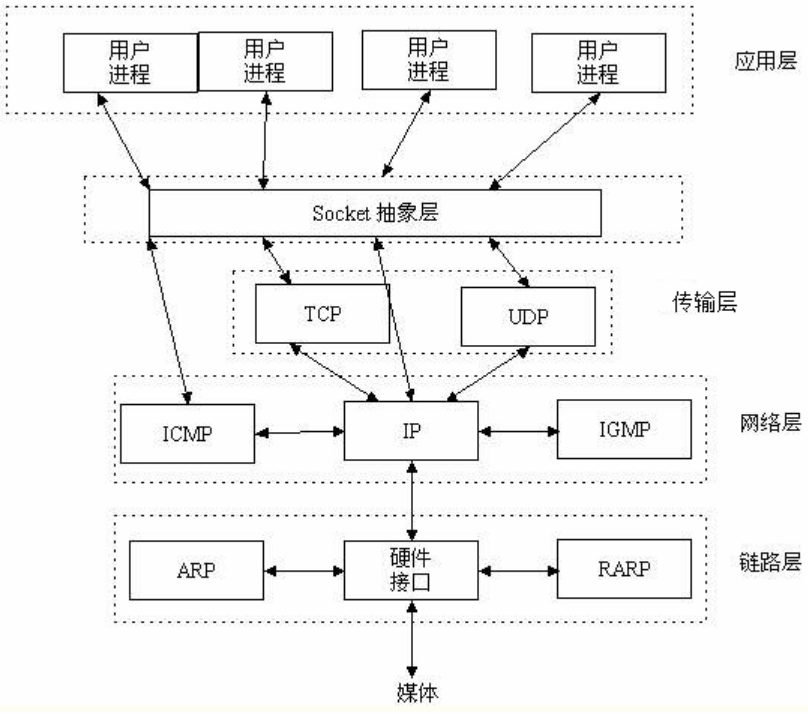 用户
进程
用户
进程
用户
进程
用户
进程
应用层
Socket 抽象层
TCP
UDP
传输层
ICMP
IP
IGMP
网络层
ARP
硬件
接口
RARP
链路层
媒体